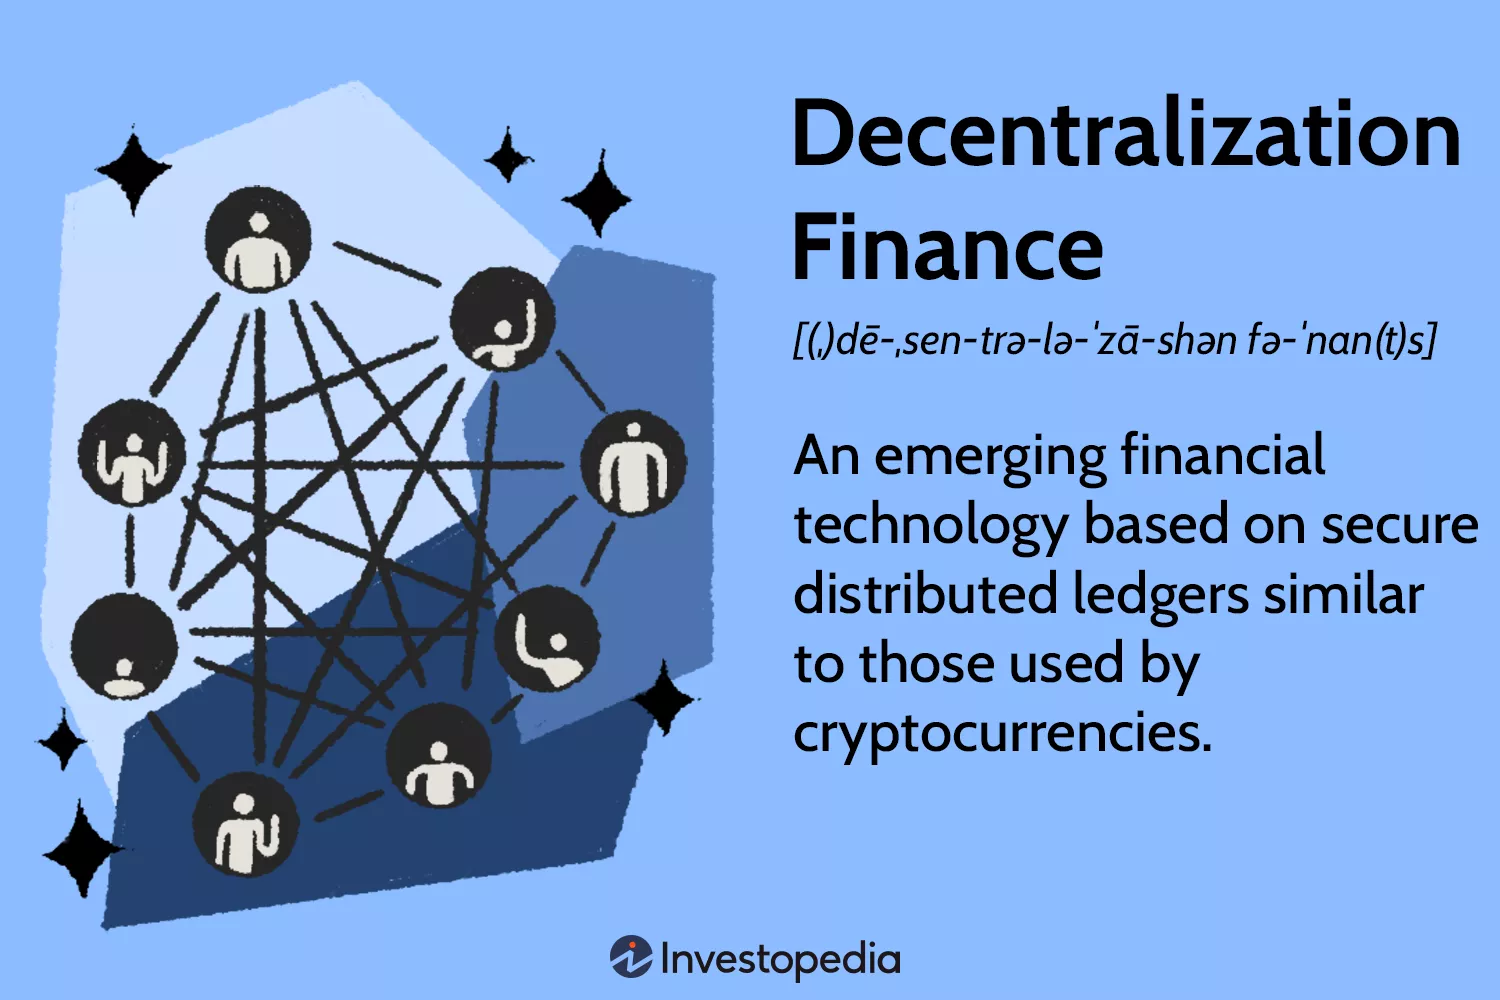 Decentralization
Finance
[(ˌ)dē-ˌsen-trə-lə-ˈzā-shən fə-ˈnan(t)s]
An emerging financial
technology based on secure
distributed ledgers similar
to those used by
cryptocurrencies.
Investopedia